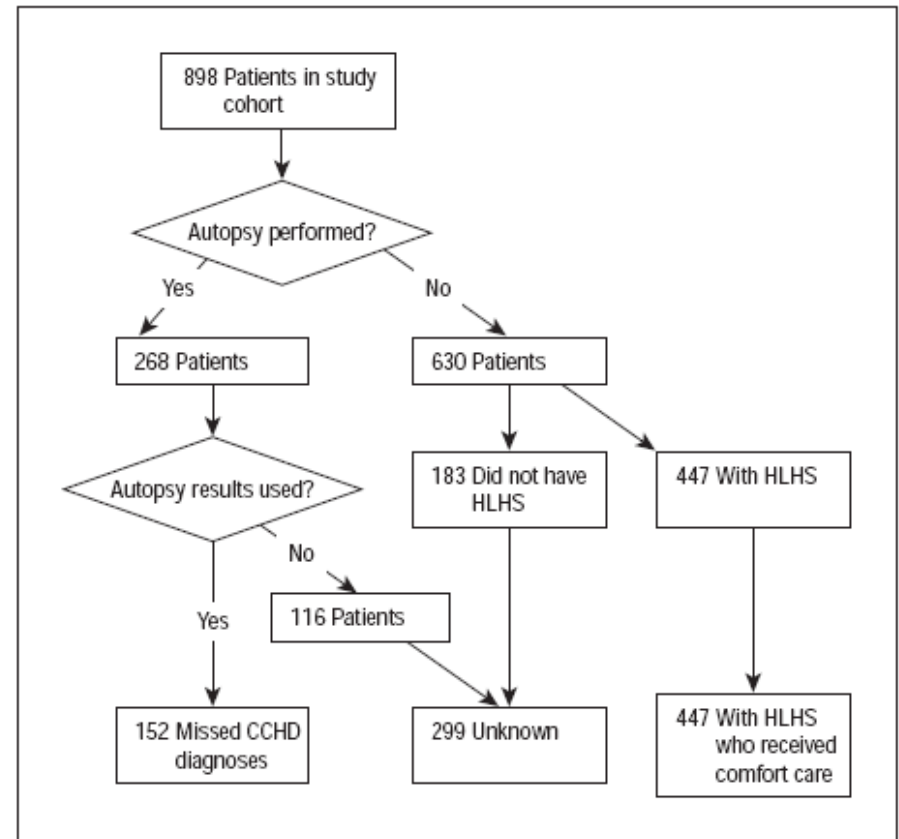 898 Patients in study
cohort
Autopsy performed?
Yes
No
268 Patients
630 Patients
Autopsy results used?
183 Did not have
HLHS
447 With HLHS
No
Yes
116 Patients
152 Missed CCHD
diagnoses
299 Unknown
447 With HLHS
who received
comfort care